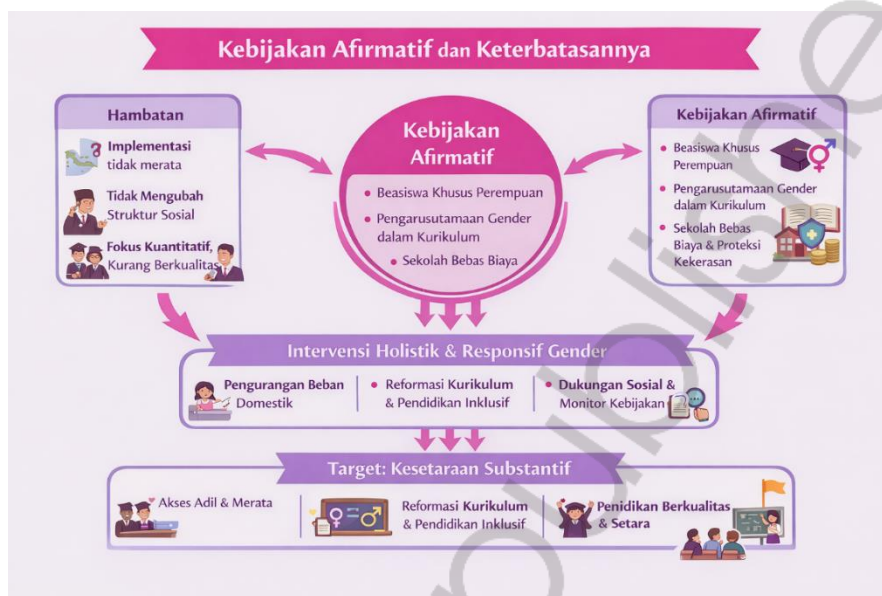 Kebijakan Afirmatif dan Keterbatasannya
Hambatan
Implementasi
tidak merata
Tidak Mengubah
Struktur Sosial
Fokus Kuantitatif,
Kurang Berkualitas
Kebijakan
Afirmatif
• Beasiswa Khusus Perempuan
• Pengarusutamaan Gender
dalam Kurikulum
• Sekolah Bebas Biaya
Kebijakan Afirmatif
• Beasiswa Khusus
Perempuan
• Pengarusutamaan Gender
dalam Kurikulum
• Sekolah Bebas
Biaya & Proteksi
Kekerasan
Intervensi Holistik & Responsif Gender
Pengurangan Beban
Domestik
• Reformasi Kurikulum
& Pendidikan Inklusif
• Dukungan Sosial &
Monitor Kebijakan
Target: Kesetaraan Substantif
Akses Adil & Merata
Reformasi Kurikulum
& Pendidikan Inklusif
Penidikan Berkualitas
& Setara
publishe